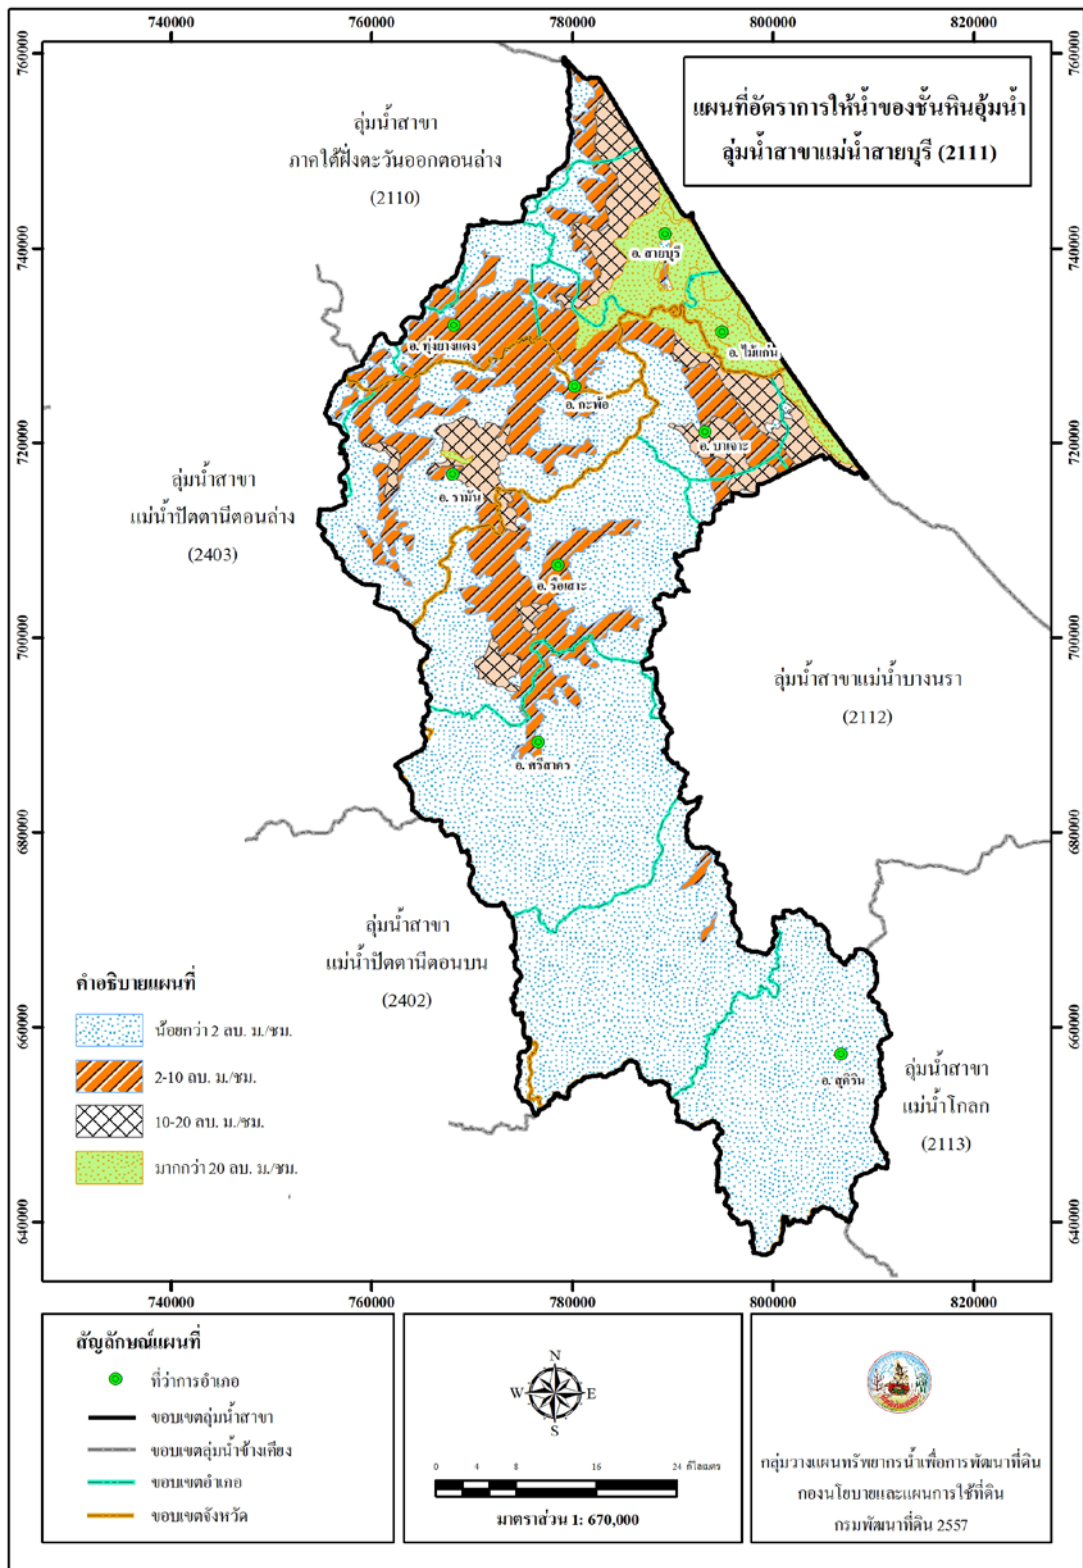 740000 760000 780000 800000 820000
760000 760000
แผนที่อัตราการให้น้ำของชั้นหินอุ้มน้ำ
ลุ่มน้ำสาขาแม่น้ำสายบุรี (2111)
ลุ่มน้ำสาขา
ภาคใต้ฝั่งตะวันออกตอนล่าง
(2110)
740000 740000
อ. สายบุรี
อ. ทุ่งยางแดง
อ. ไม้แก่น
อ. กะพ้อ
720000 720000
อ. บาเจาะ
อ. รามัน
ลุ่มน้ำสาขา
แม่น้ำปัตตานีตอนล่าง
(2403)
อ. รือเสาะ
700000 700000
ลุ่มน้ำสาขาแม่น้ำบางนรา
(2112)
อ. ศรีสาคร
680000 680000
ลุ่มน้ำสาขา
แม่น้ำปัตตานีตอนบน
(2402)
คำอธิบายแผนที่
น้อยกว่า 2 ลบ. ม./ชม.
2-10 ลบ. ม./ชม.
10-20 ลบ. ม./ชม.
มากกว่า 20 ลบ. ม./ชม.
660000 660000
อ. สุคิริน
ลุ่มน้ำสาขา
แม่น้ำโกลก
(2113)
640000 640000
740000 760000 780000 800000 820000
สัญลักษณ์แผนที่
ที่ว่าการอำเภอ
ขอบเขตลุ่มน้ำสาขา
ขอบเขตลุ่มน้ำข้างเคียง
ขอบเขตอำเภอ
ขอบเขตจังหวัด
N
W E
S
0 4 8 16 24 กิโลเมตร
มาตราส่วน 1: 670,000
กลุ่มวางแผนทรัพยากรน้ำเพื่อการพัฒนาที่ดิน
กองนโยบายและแผนการใช้ที่ดิน
กรมพัฒนาที่ดิน 2557